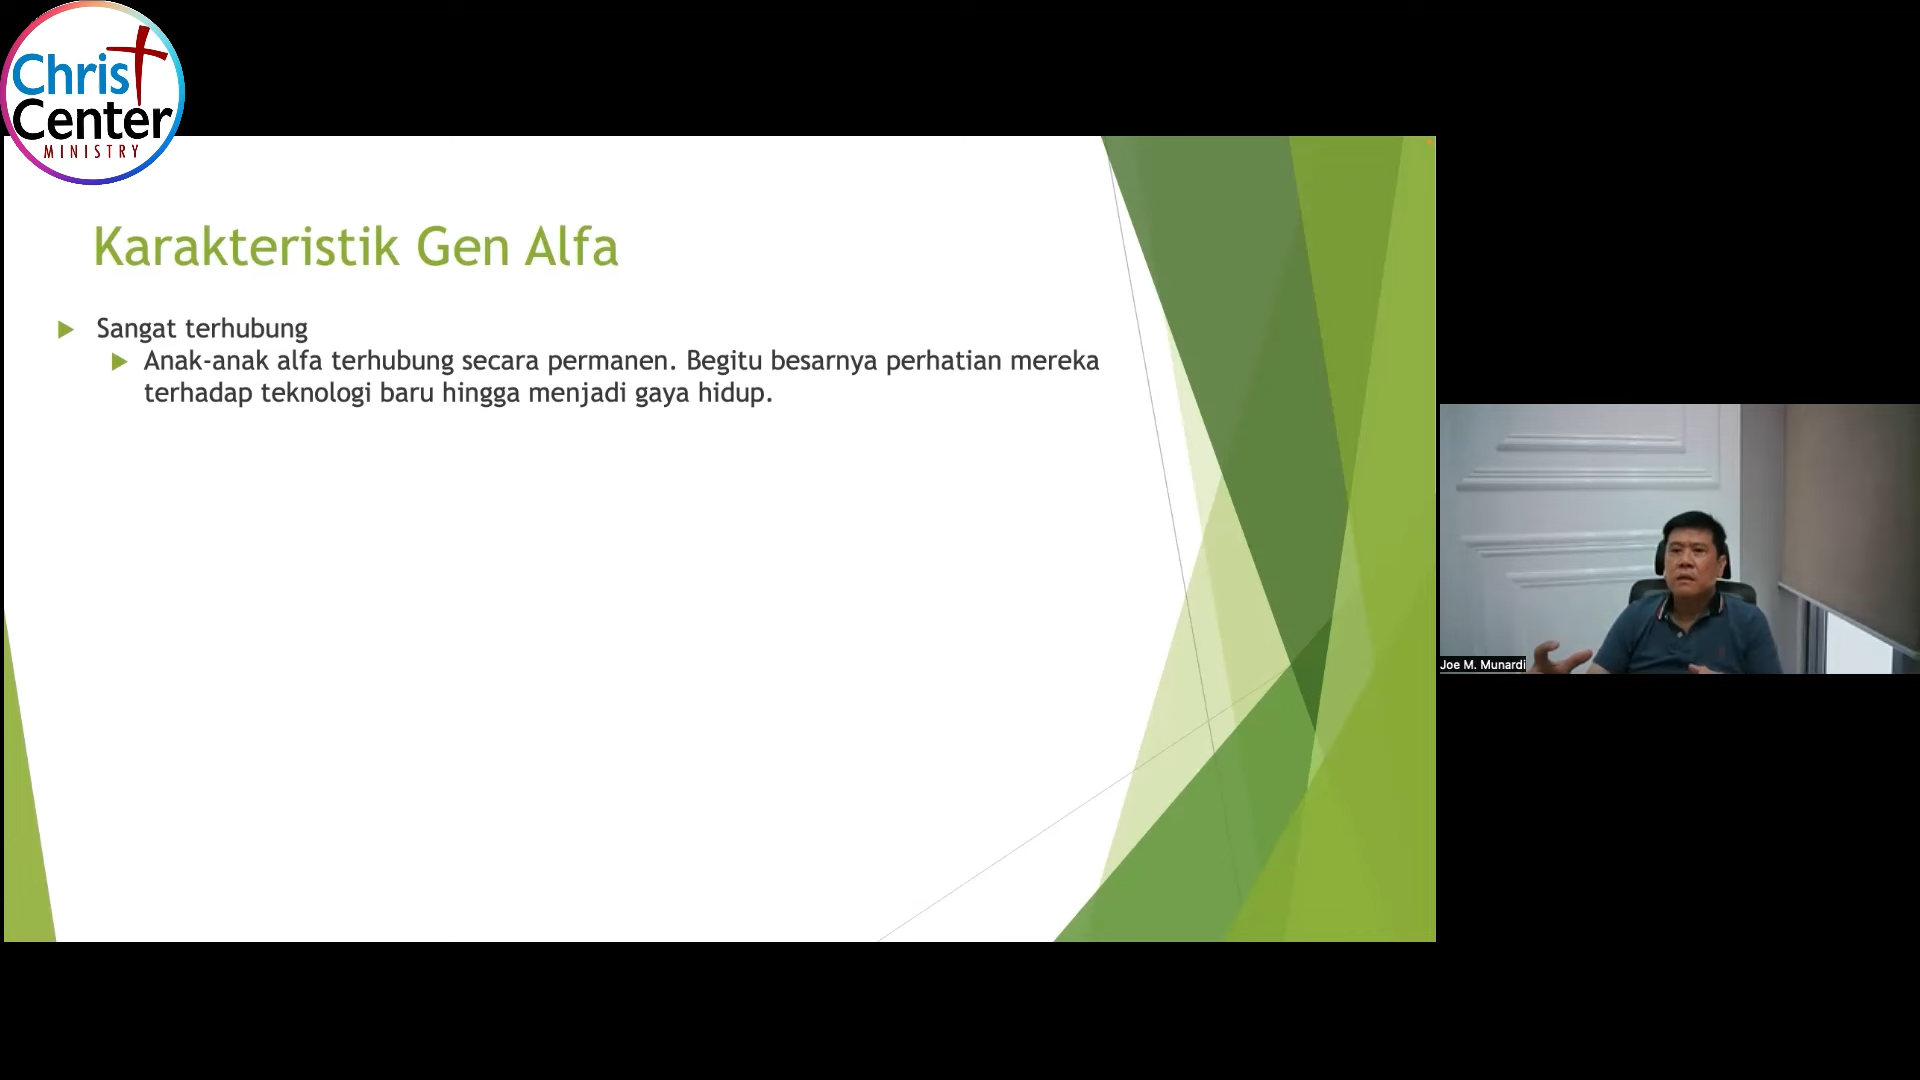 Christ
Center
MINISTRY
Karakteristik Gen Alfa
Sangat terhubung
Anak-anak alfa terhubung secara permanen. Begitu besarnya perhatian mereka
terhadap teknologi baru hingga menjadi gaya hidup.
Joe M. Munardi